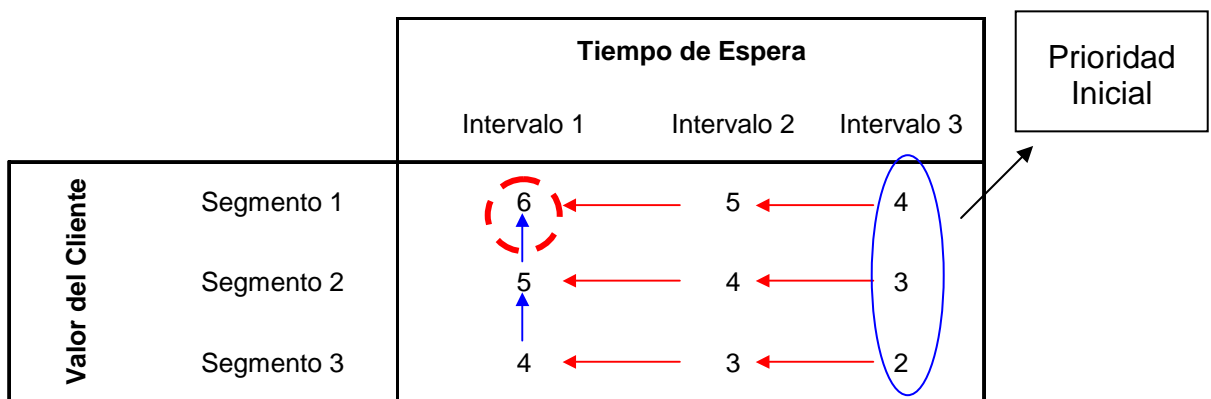 Tiempo de Espera
Prioridad
Inicial
Intervalo 1 Intervalo 2 Intervalo 3
Valor del Cliente
Segmento 1 6 5 4
Segmento 2 5 4 3
Segmento 3 4 3 2